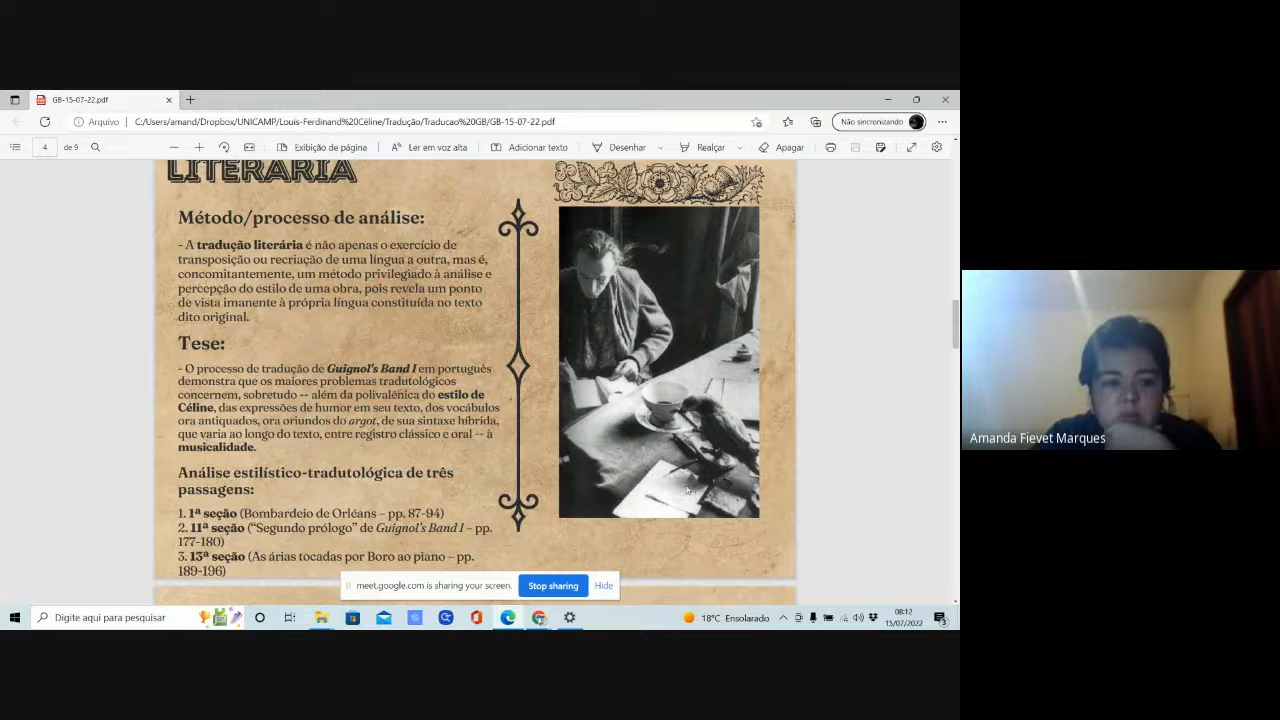 GB-15-07-22.pdf
Arquivo
C:/Users/amand/Dropbox/UNICAMP/Louis-Ferdinand%20Céline/Tradução/Traducao%20GB/GB-15-07-22.pdf
Não sincronizando
4 de 9
Exibição de página
Ler em voz alta
Adicionar texto
Desenhar
Realçar
Apagar
LITERÁRIA
Método/processo de análise:
- A tradução literária é não apenas o exercício de
transposição ou recriação de uma língua a outra, mas é,
concomitantemente, um método privilegiado à análise e
percepção do estilo de uma obra, pois revela um ponto
de vista imanente à própria língua constituída no texto
dito original.
Tese:
- O processo de tradução de Guignol's Band I em português
demonstra que os maiores problemas tradutológicos
concernem, sobretudo -- além da polivalênica do estilo de
Céline, das expressões de humor em seu texto, dos vocábulos
ora antiquados, ora oriundos do argot, de sua sintaxe híbrida,
que varia ao longo do texto, entre registro clássico e oral -- à
musicalidade.
Análise estilístico-tradutológica de três
passagens:
1. 1ª seção (Bombardeio de Orléans – pp. 87-94)
2. 11ª seção (“Segundo prólogo” de Guignol's Band I – pp.
177-180)
3. 13ª seção (As árias tocadas por Boro ao piano – pp.
189-196)
meet.google.com is sharing your screen.
Stop sharing
Hide
Amanda Fievet Marques
Digite aqui para pesquisar
18°C Ensolarado
08:12
15/07/2022
3